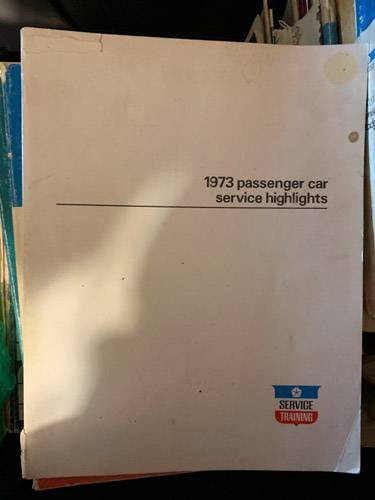 1973 passenger car
service highlights
SERVICE
TRAINING